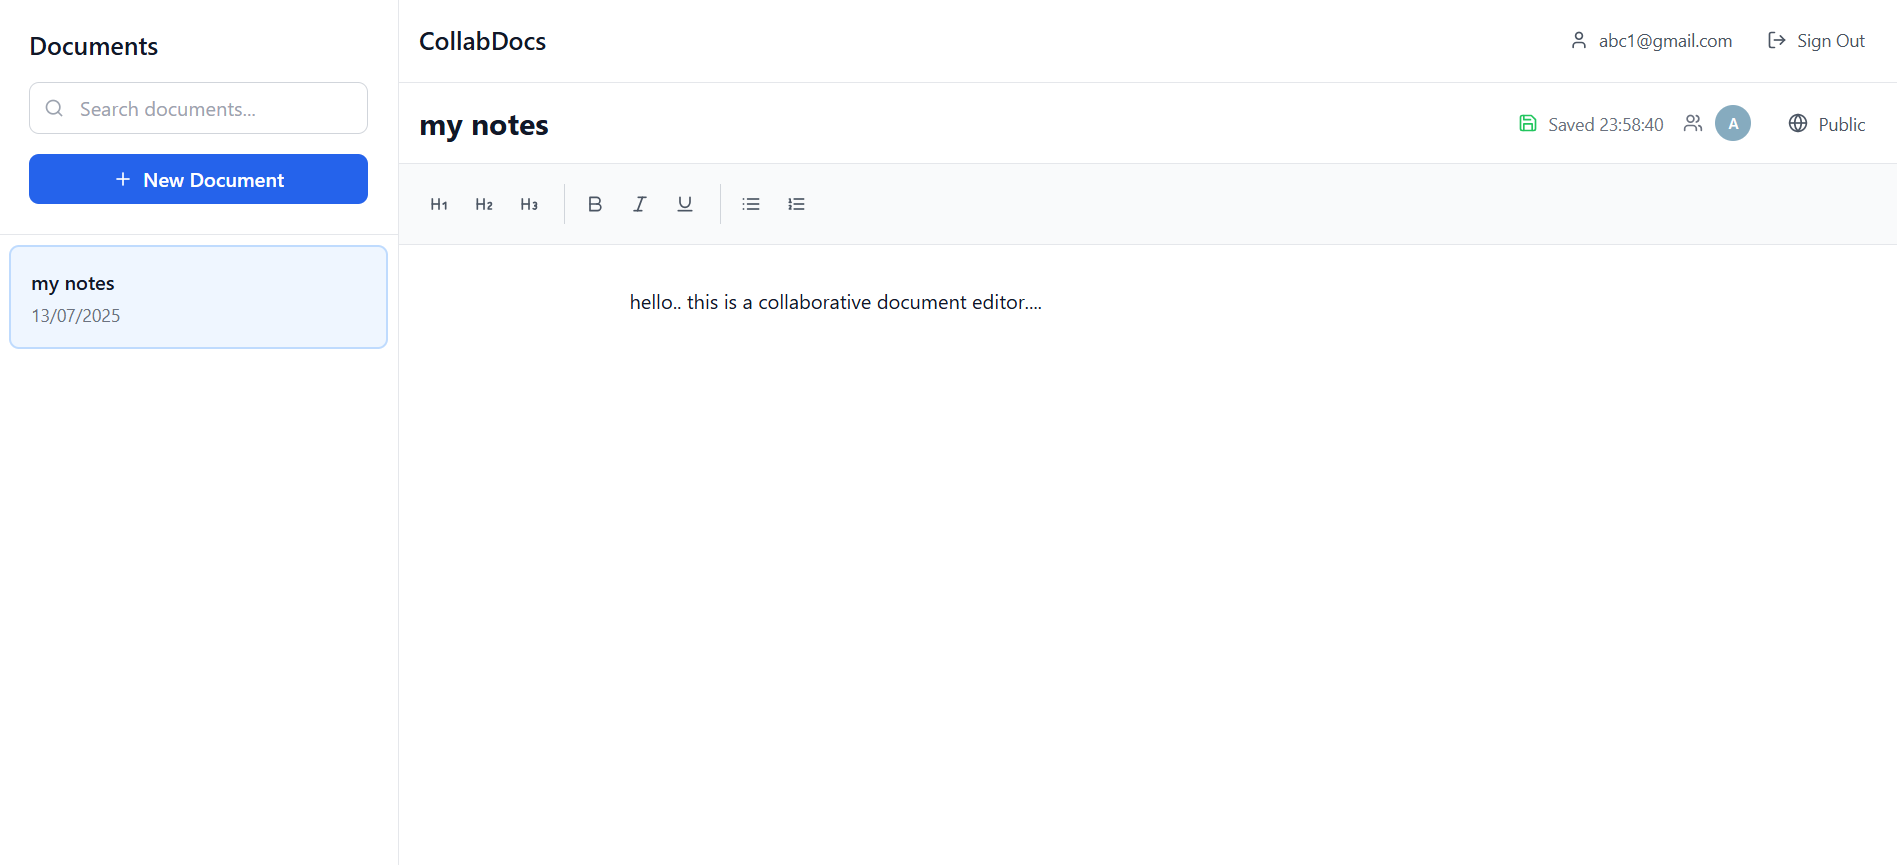 Documents
Search documents...
+ New Document
my notes
13/07/2025
CollabDocs
abc1@gmail.com
Sign Out
my notes
Saved 23:58:40
A
Public
H1 H2 H3 B I U
hello.. this is a collaborative document editor....